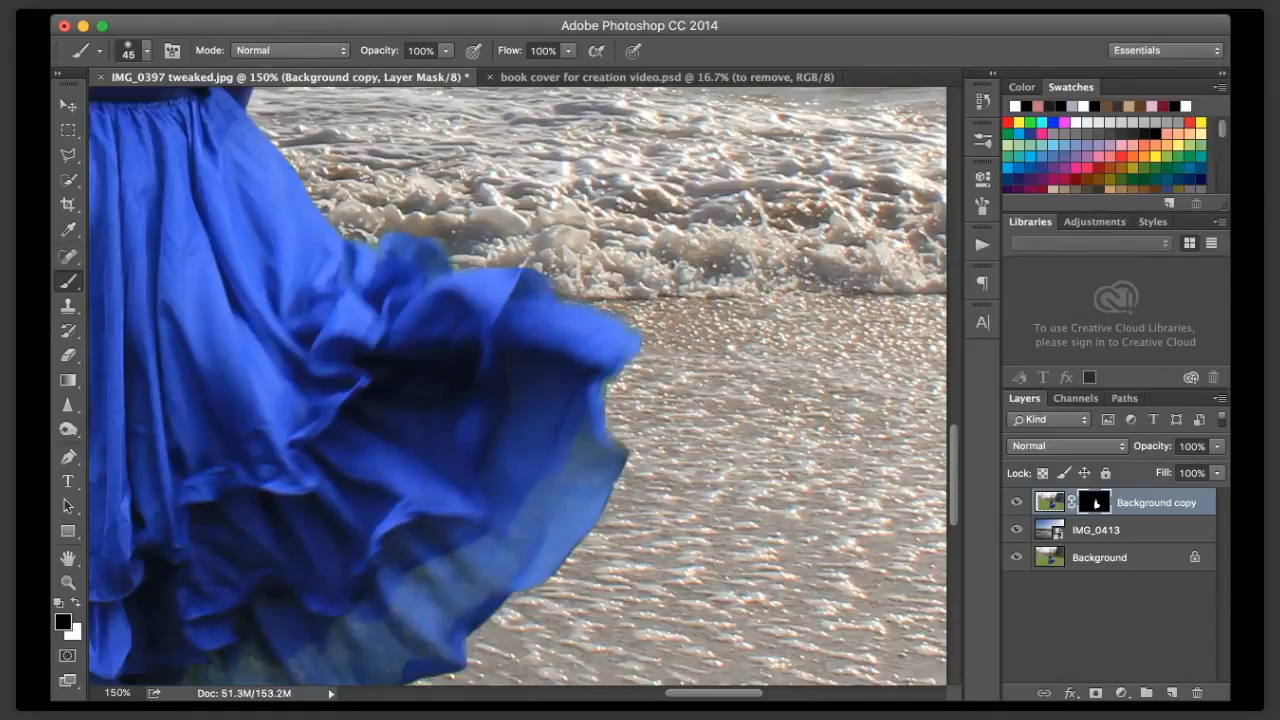 Adobe Photoshop CC 2014
45 Mode: Normal Opacity: 100% Flow: 100% Essentials
× IMG_0397 tweaked.jpg @ 150% (Background copy, Layer Mask/8) * × book cover for creation video.psd @ 16.7% (to remove, RGB/8)
Color Swatches
Libraries Adjustments Styles
To use Creative Cloud Libraries,
please sign in to Creative Cloud
Layers Channels Paths
Kind
Normal Opacity: 100%
Lock: Fill: 100%
Background copy
IMG_0413
Background
150% Doc: 51.3M/153.2M